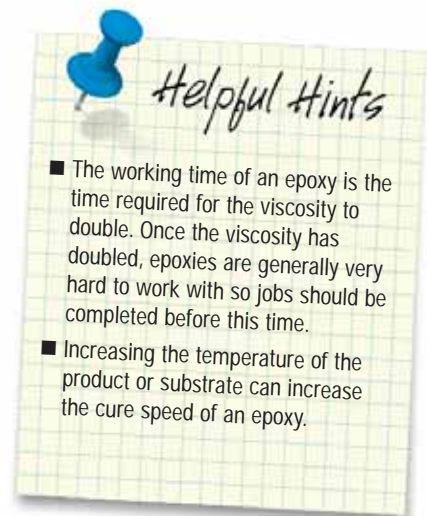 Helpful Hints
■ The working time of an epoxy is the
time required for the viscosity to
double. Once the viscosity has
doubled, epoxies are generally very
hard to work with so jobs should be
completed before this time.
■ Increasing the temperature of the
product or substrate can increase
the cure speed of an epoxy.